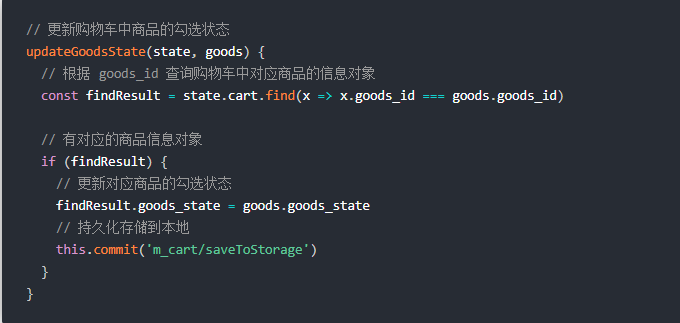 // 更新购物车中商品的勾选状态
updateGoodsState(state, goods) {
  // 根据 goods_id 查询购物车中对应商品的信息对象
  const findResult = state.cart.find(x => x.goods_id === goods.goods_id)

  // 有对应的商品信息对象
  if (findResult) {
    // 更新对应商品的勾选状态
    findResult.goods_state = goods.goods_state
    // 持久化存储到本地
    this.commit('m_cart/saveToStorage')
  }
}